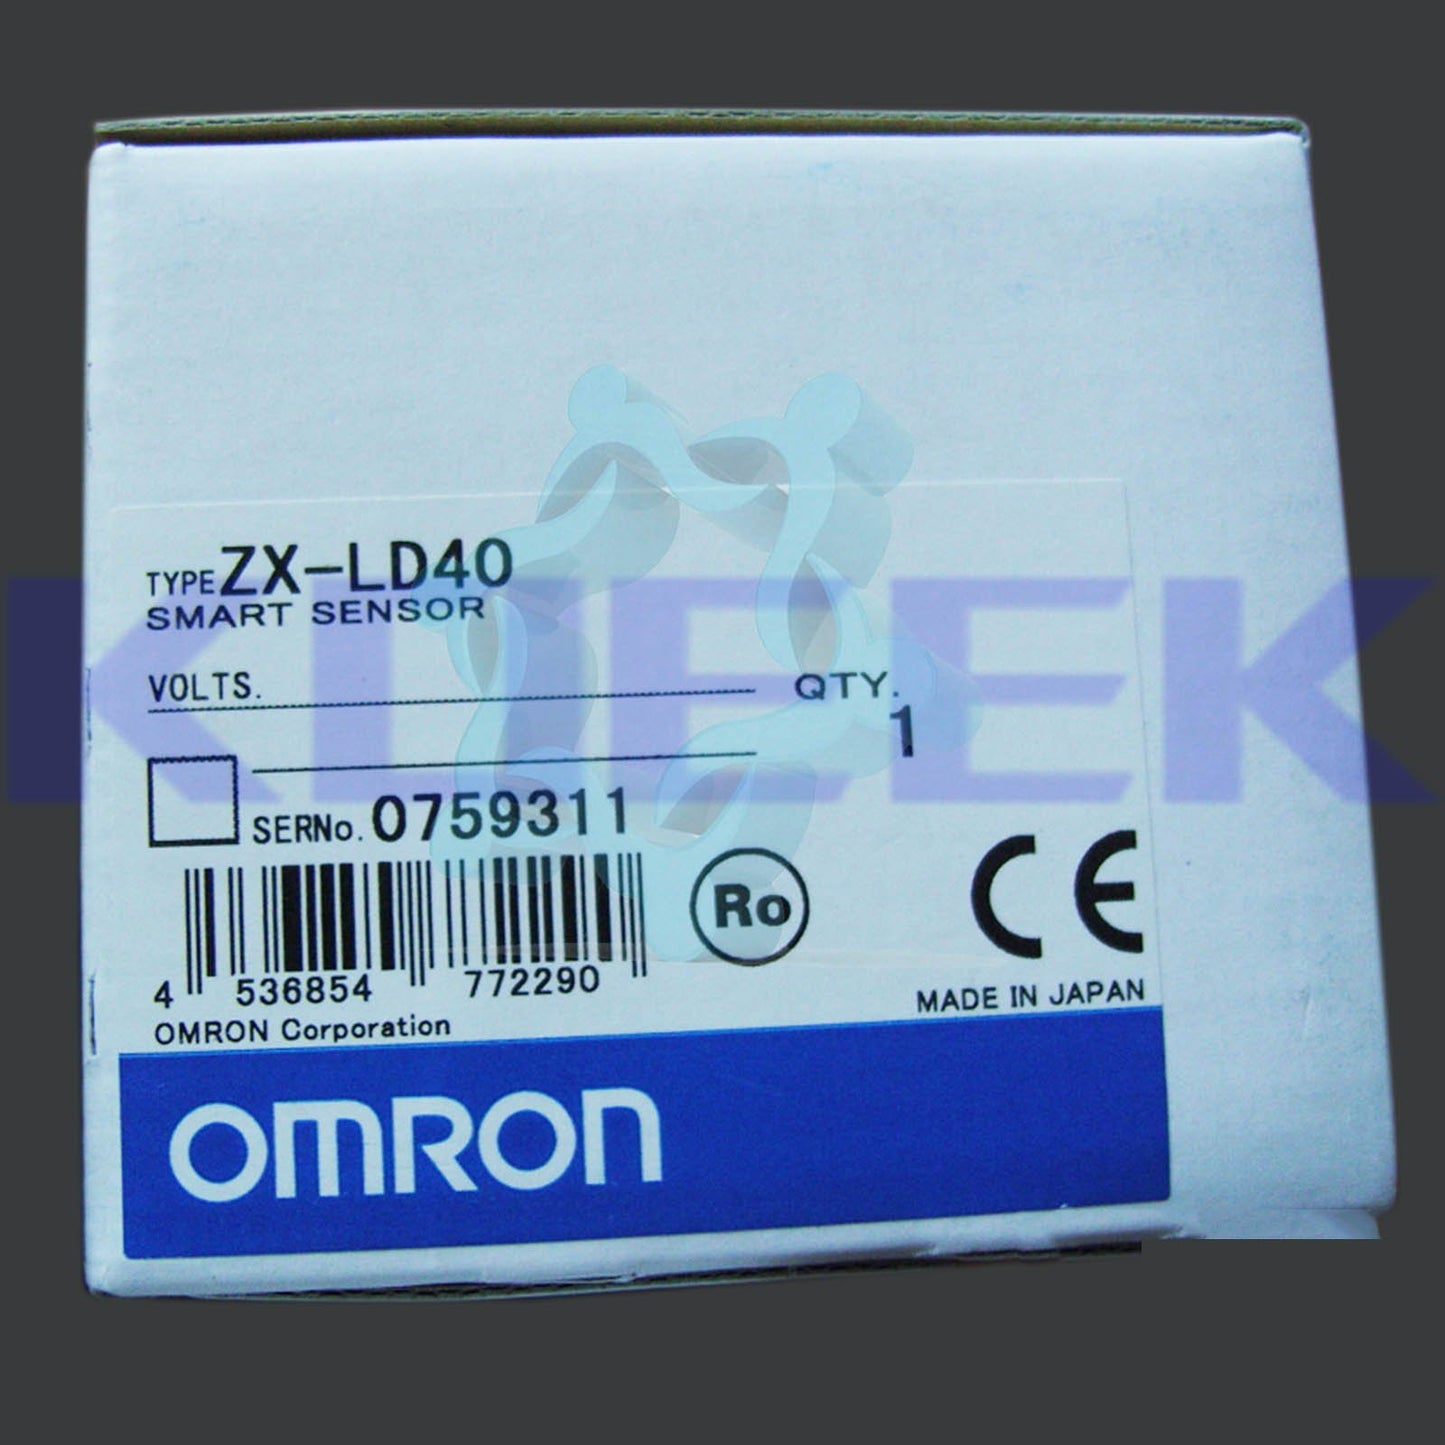 TYPE ZX-LD40
SMART SENSOR
VOLTS.
QTY.
1
SERNo. 0759311
Ro
CE
4 536854 772290
MADE IN JAPAN
OMRON Corporation
OMRON